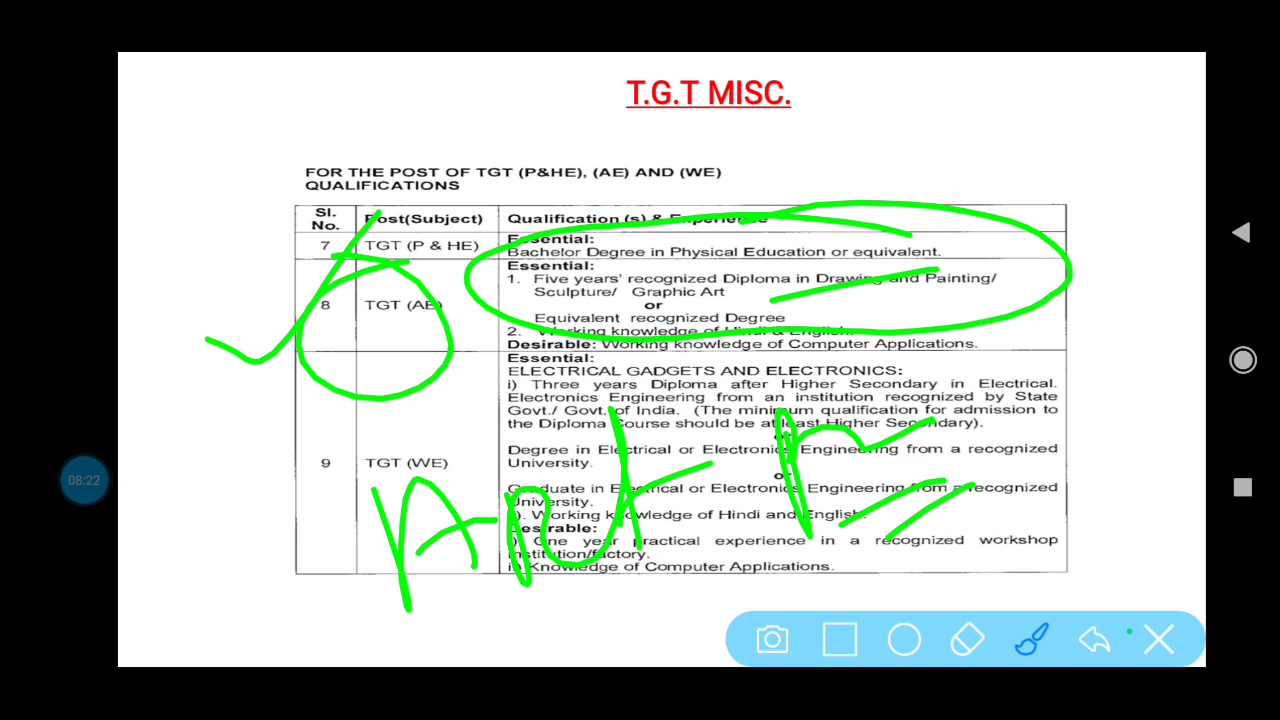 T.G.T MISC.
FOR THE POST OF TGT (P&HE), (AE) AND (WE)
QUALIFICATIONS
Sl. No. Post(Subject) Qualification (s) & Experience
7 TGT (P & HE) Essential:
Bachelor Degree in Physical Education or equivalent.
8 TGT (AE) Essential:
1. Five years' recognized Diploma in Drawing and Painting/
Sculpture/ Graphic Art
or
Equivalent recognized Degree
2. Working knowledge of Hindi & English.
Desirable: Working knowledge of Computer Applications.
9 TGT (WE) Essential:
ELECTRICAL GADGETS AND ELECTRONICS:
i) Three years Diploma after Higher Secondary in Electrical.
Electronics Engineering from an institution recognized by State
Govt./ Govt. of India. (The minimum qualification for admission to
the Diploma Course should be at least Higher Secondary).
or
Degree in Electrical or Electronics Engineering from a recognized
University.
or
Graduate in Electrical or Electronics Engineering from a recognized
University.
). Working knowledge of Hindi and English.
Desirable:
i) One year practical experience in a recognized workshop
institution/factory.
ii) Knowledge of Computer Applications.
08:22